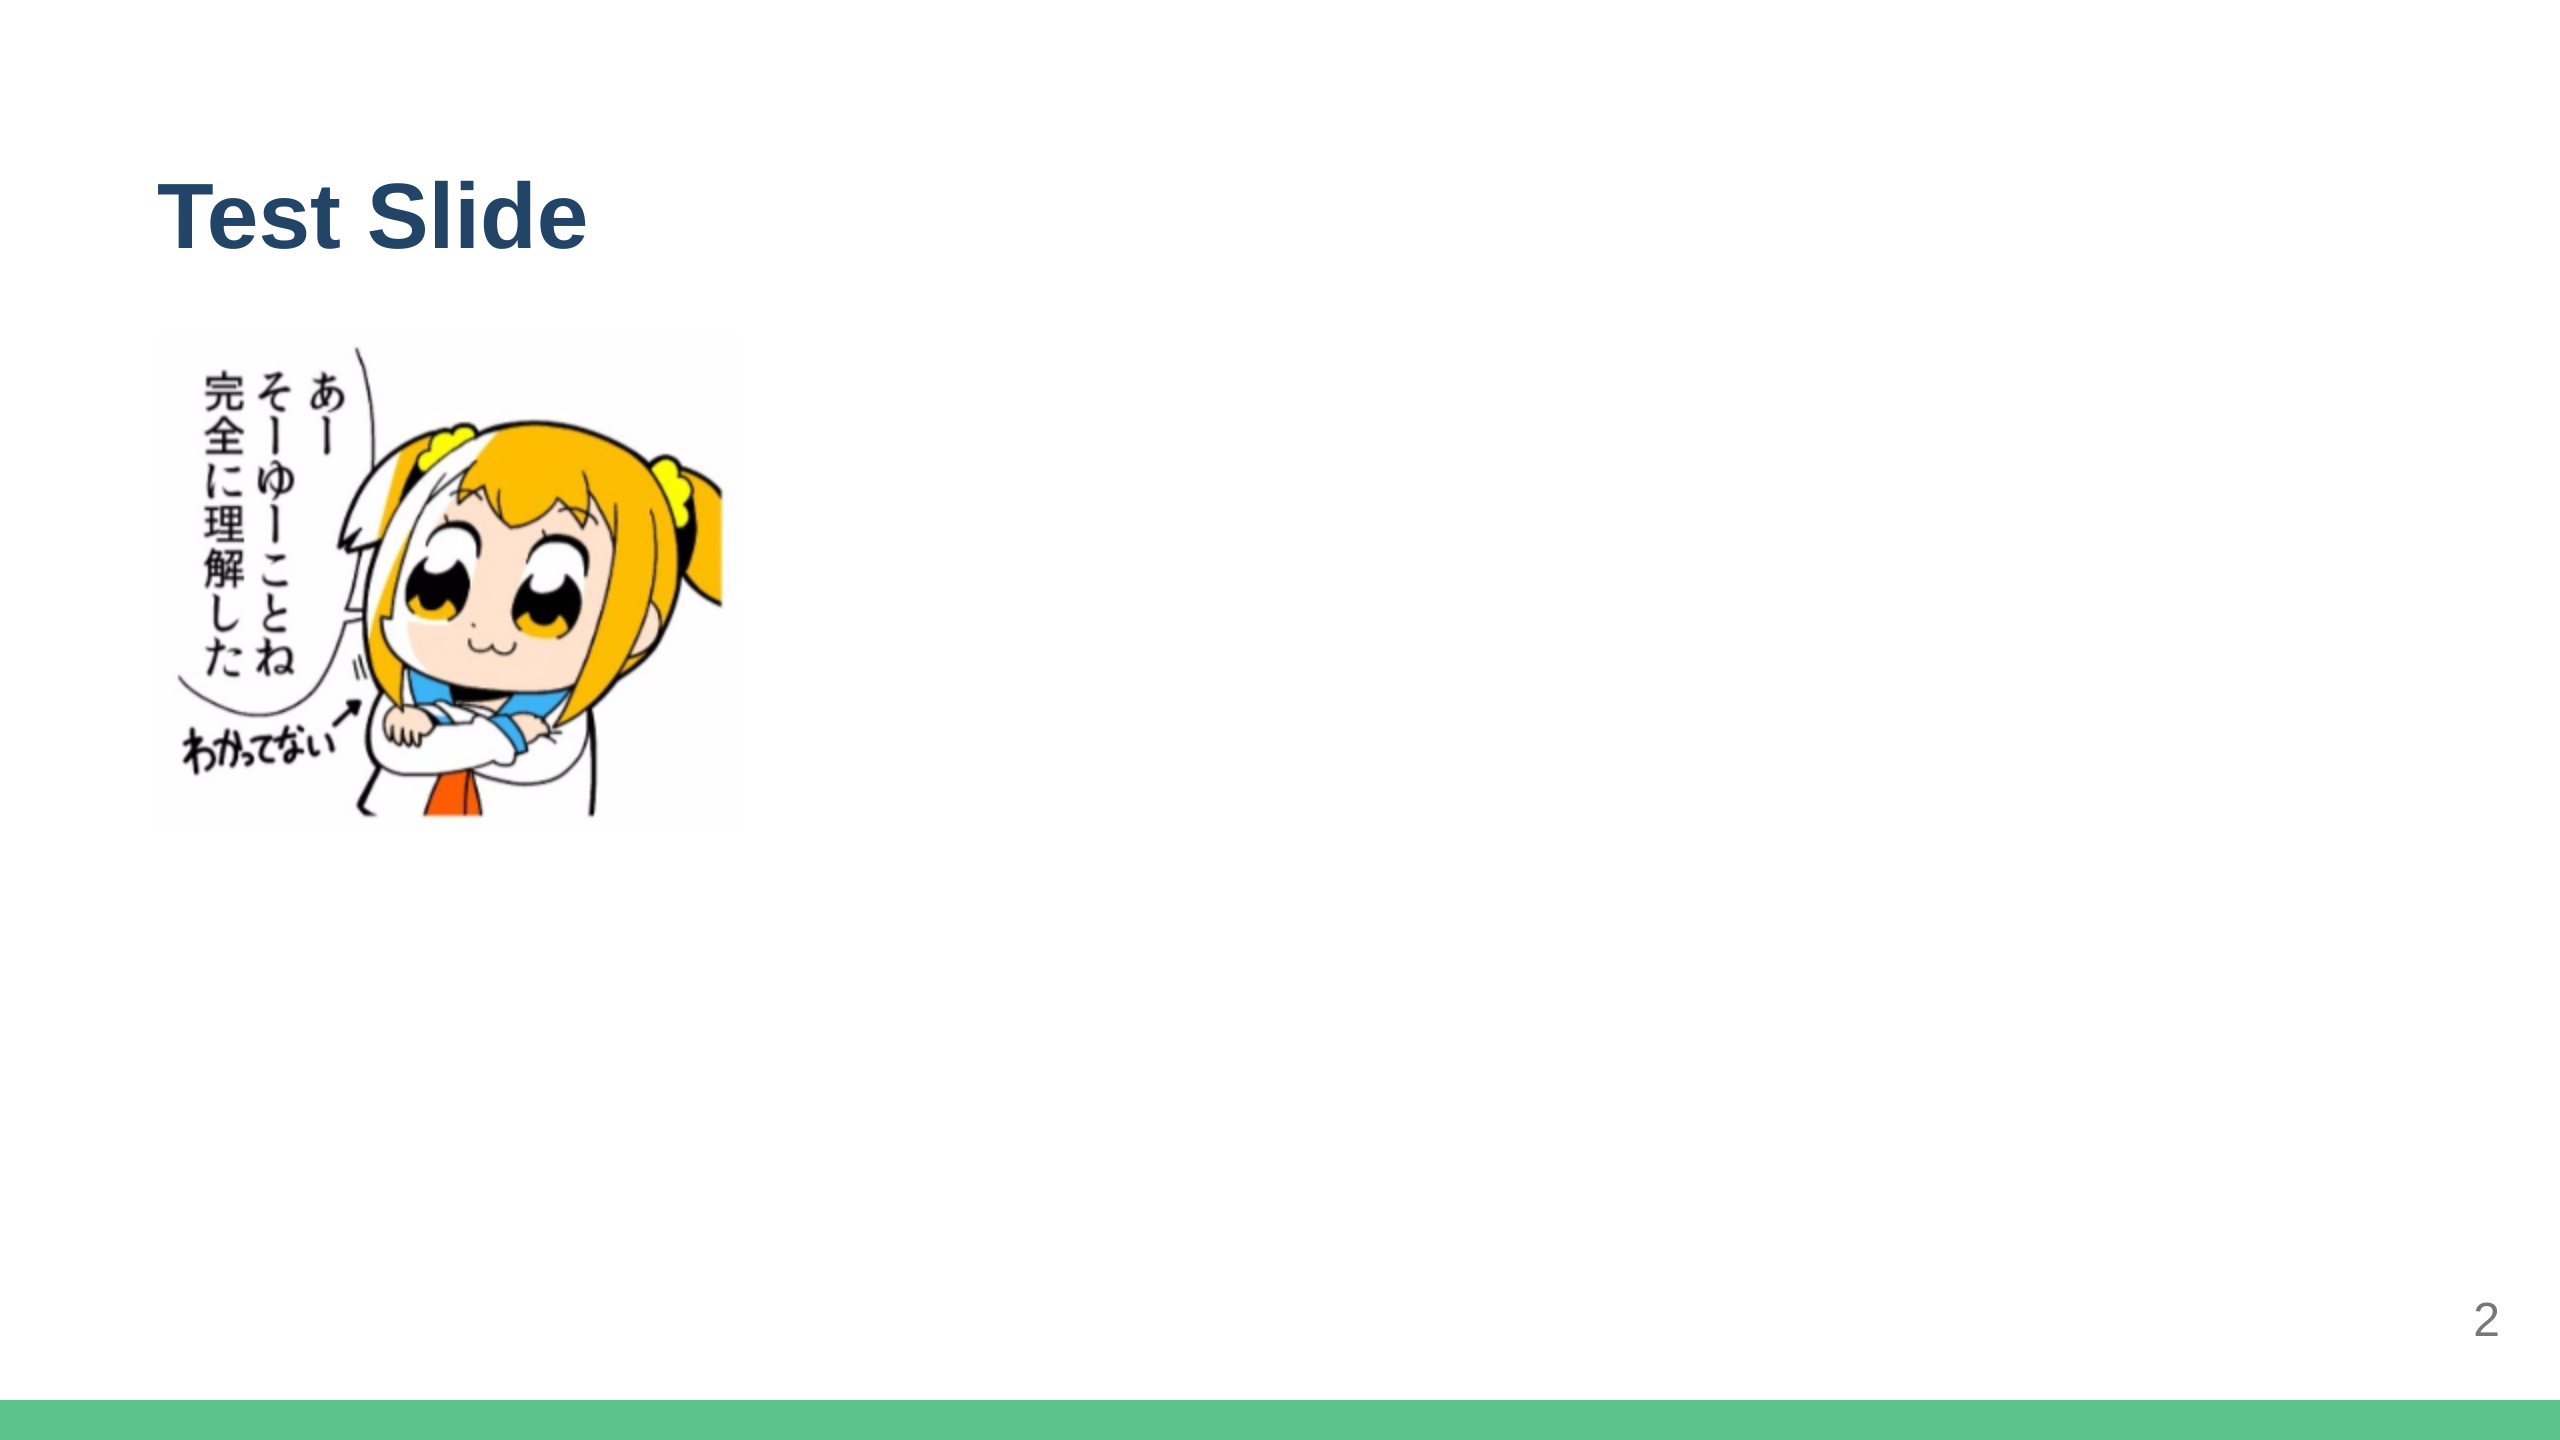 Test Slide
あー
そーゆーことね
完全に理解した
わかってない
2